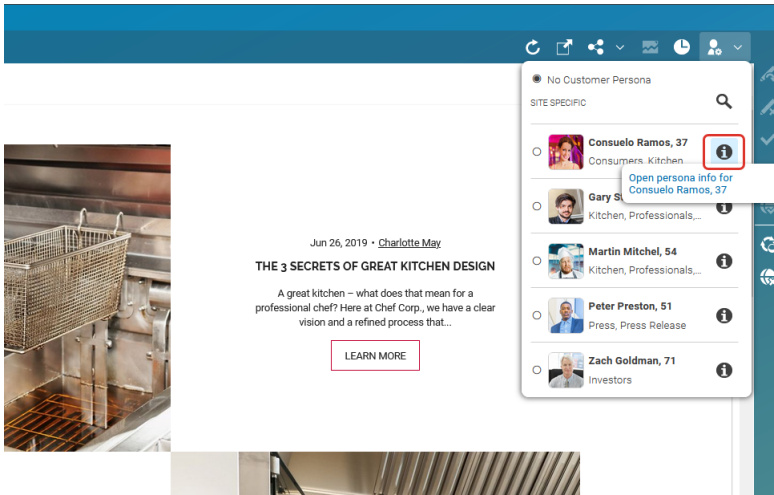 No Customer Persona
SITE SPECIFIC
Consuelo Ramos, 37
Consumers, Kitchen
Open persona info for
Consuelo Ramos, 37
Gary S
Kitchen, Professionals,...
Martin Mitchel, 54
Kitchen, Professionals,...
Peter Preston, 51
Press, Press Release
Zach Goldman, 71
Investors
Jun 26, 2019 • Charlotte May
THE 3 SECRETS OF GREAT KITCHEN DESIGN
A great kitchen – what does that mean for a
professional chef? Here at Chef Corp., we have a clear
vision and a refined process that...
LEARN MORE